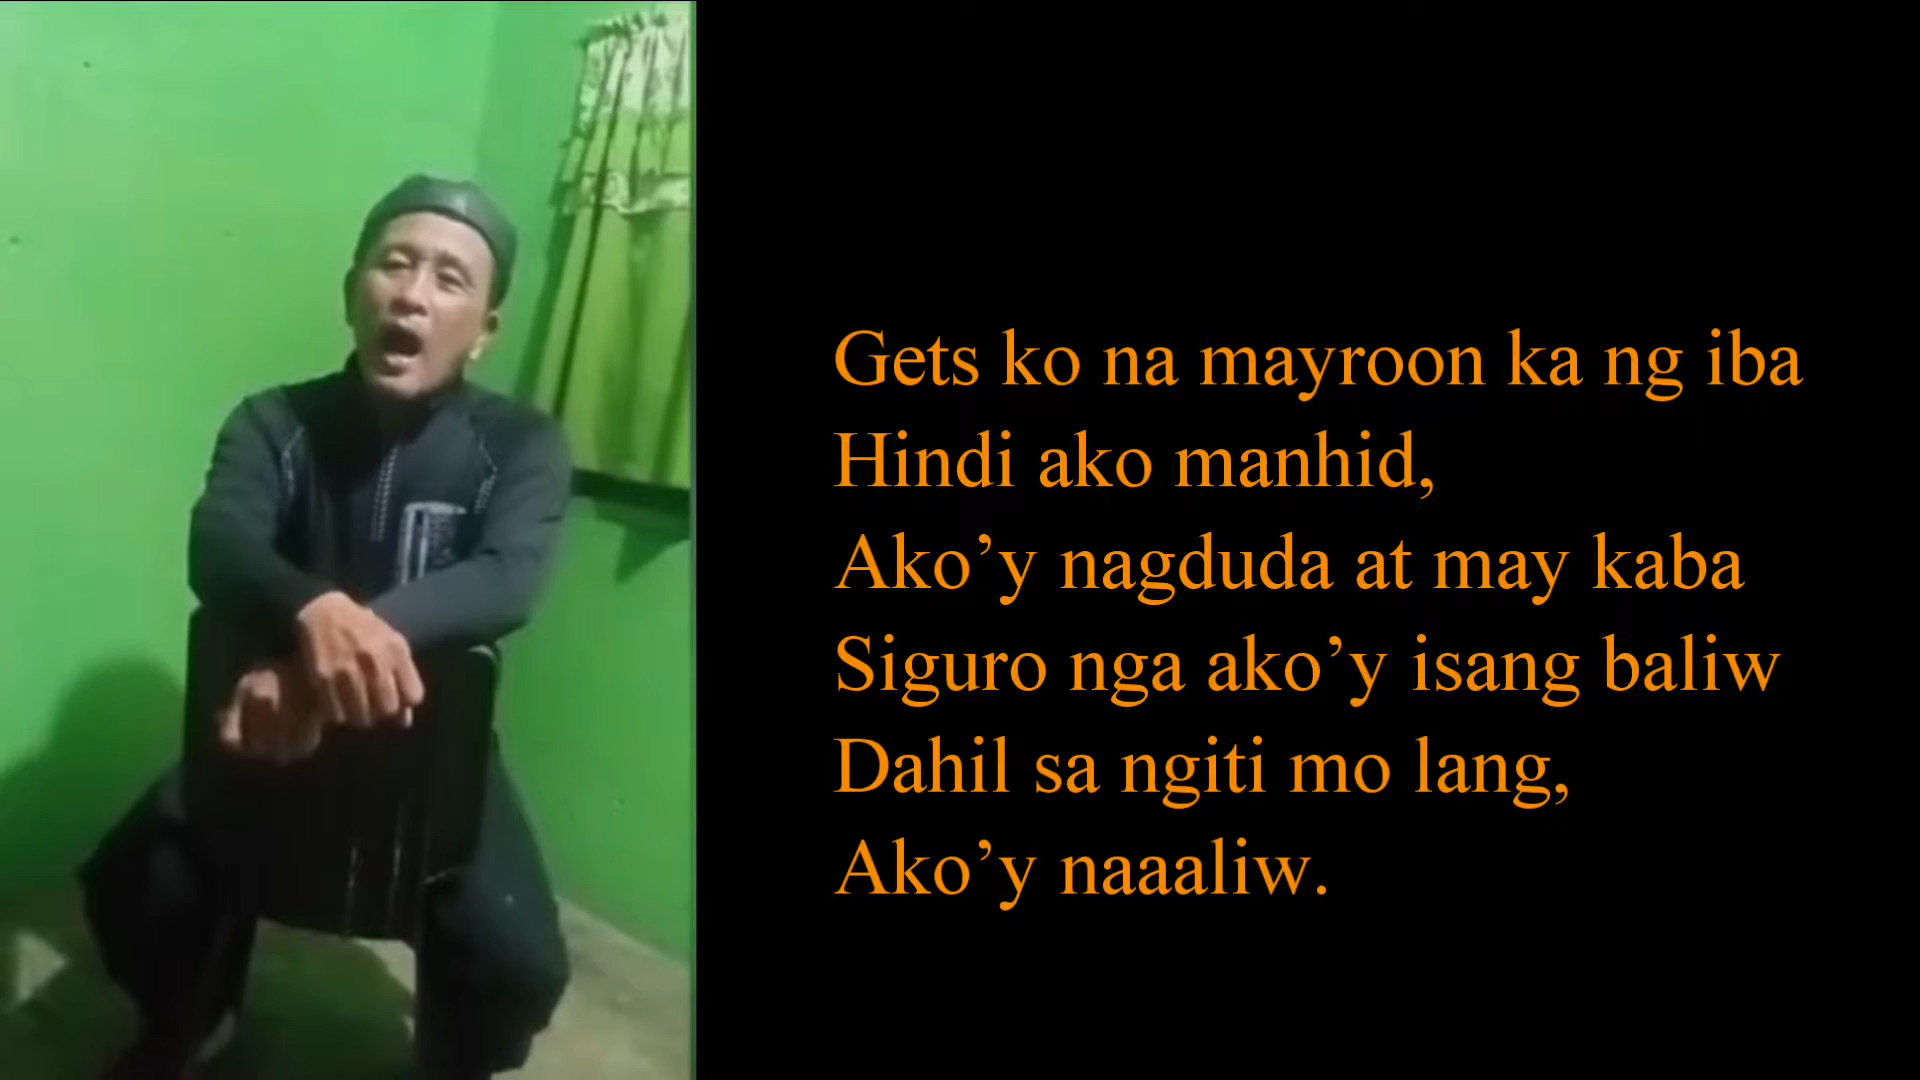 Gets ko na mayroon ka ng iba
Hindi ako manhid,
Ako’y nagduda at may kaba
Siguro nga ako’y isang baliw
Dahil sa ngiti mo lang,
Ako’y naaaliw.